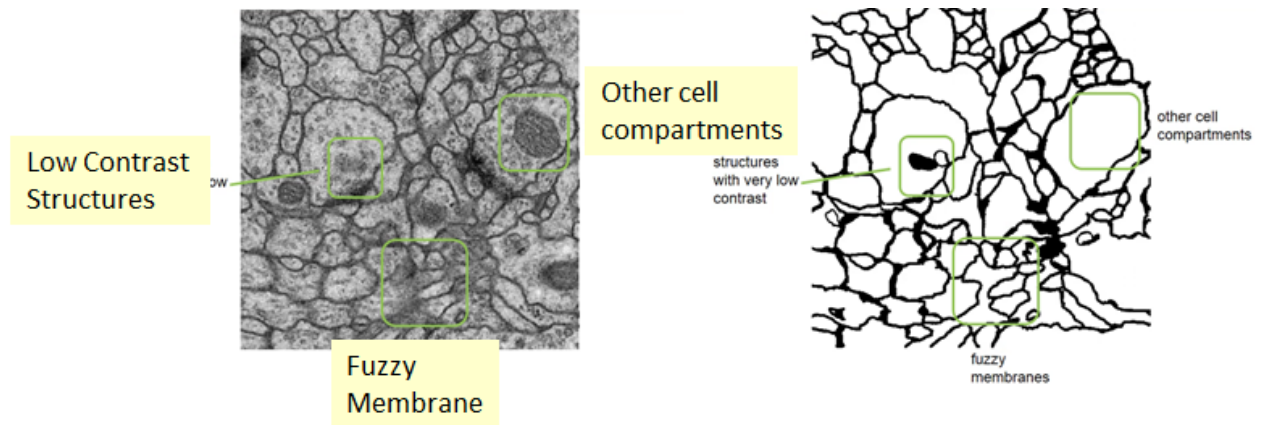 Other cell
compartments
Low Contrast
Structures
ow
Fuzzy
Membrane
other cell
compartments
structures
with very low
contrast
fuzzy
membranes